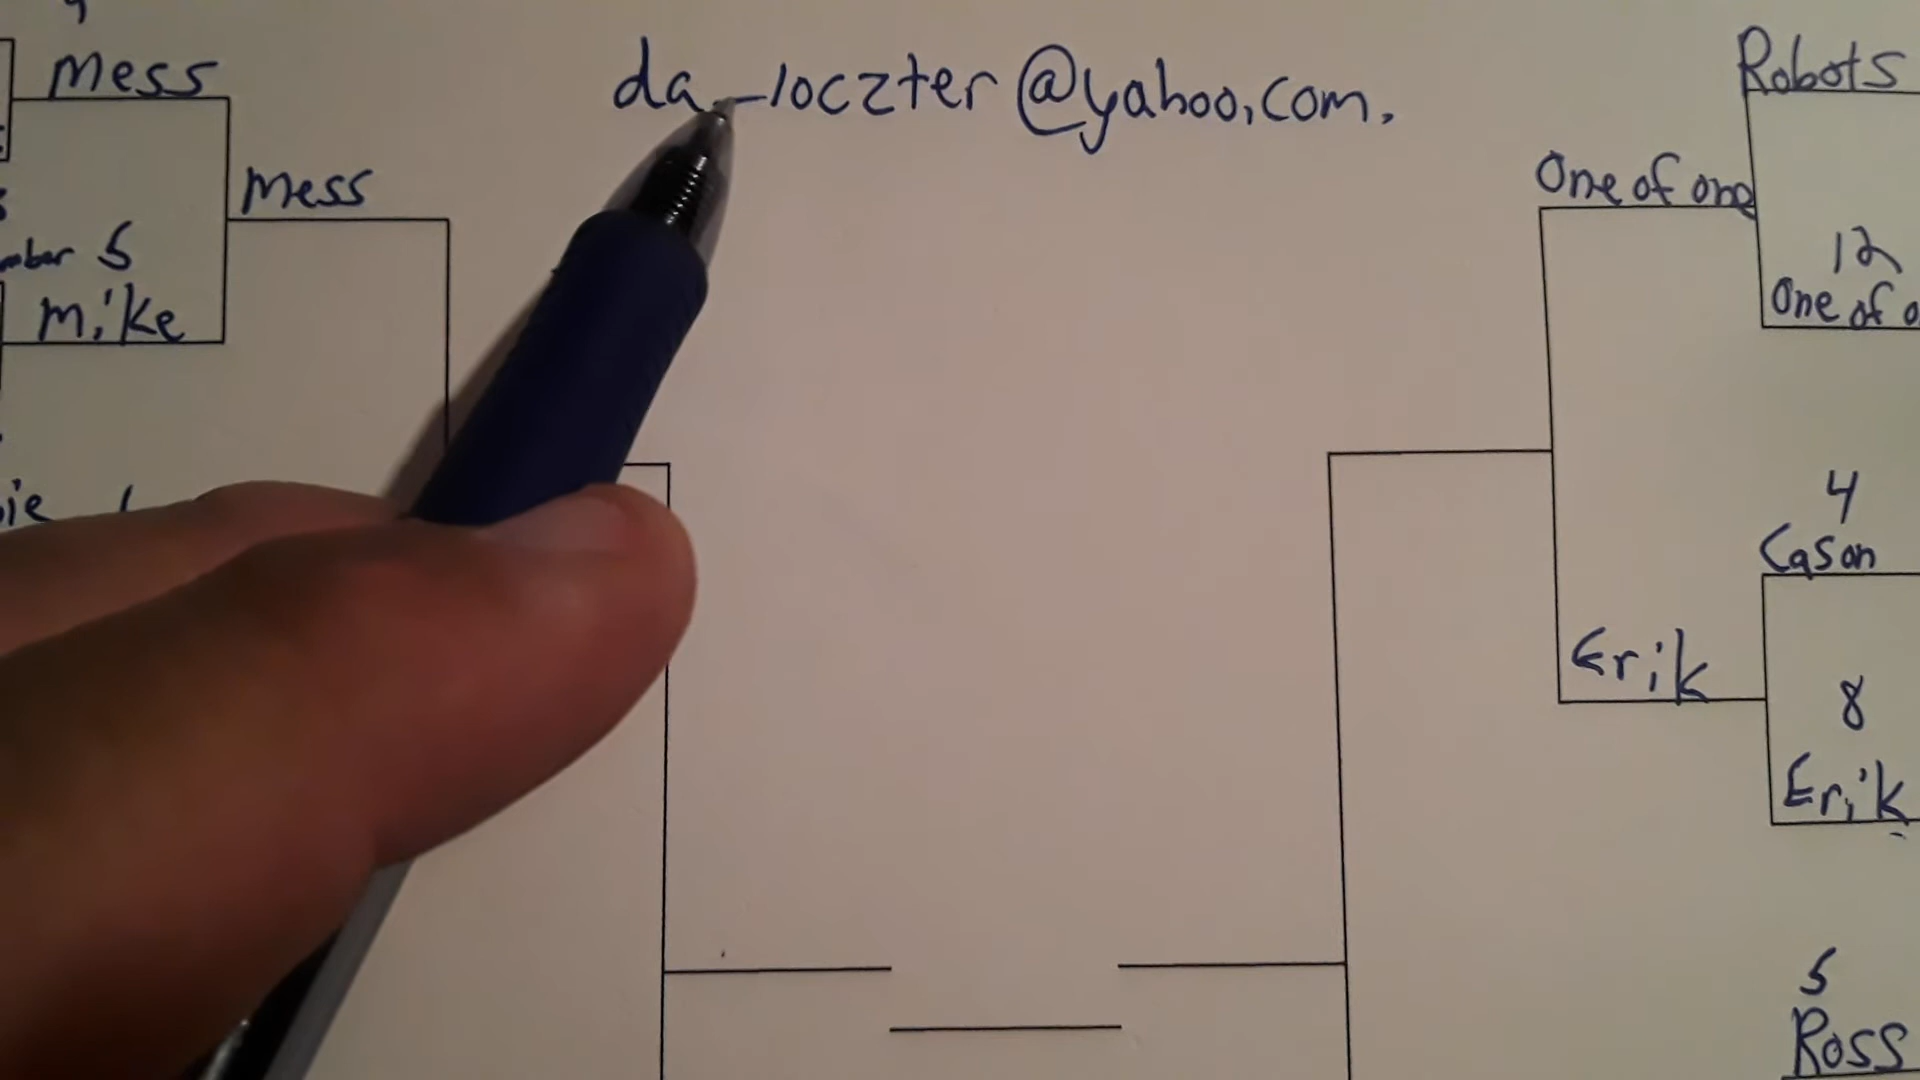 Mess
da_loczter@yahoo.com.
Robots
Mess
One of one
5
12
Mike
One of
4
Cason
Erik
8
Erik
5
Ross